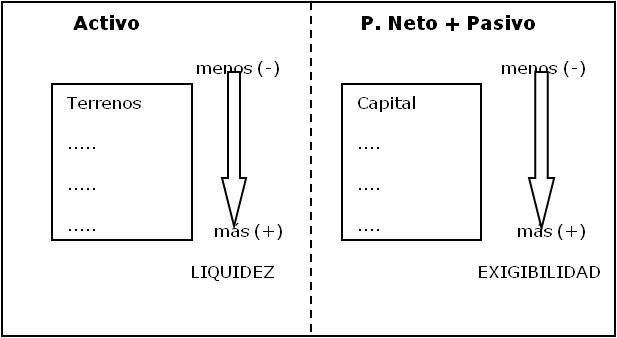 Activo
menos (-)
Terrenos
.....
.....
.....
más (+)
LIQUIDEZ
P. Neto + Pasivo
menos (-)
Capital
....
....
....
más (+)
EXIGIBILIDAD